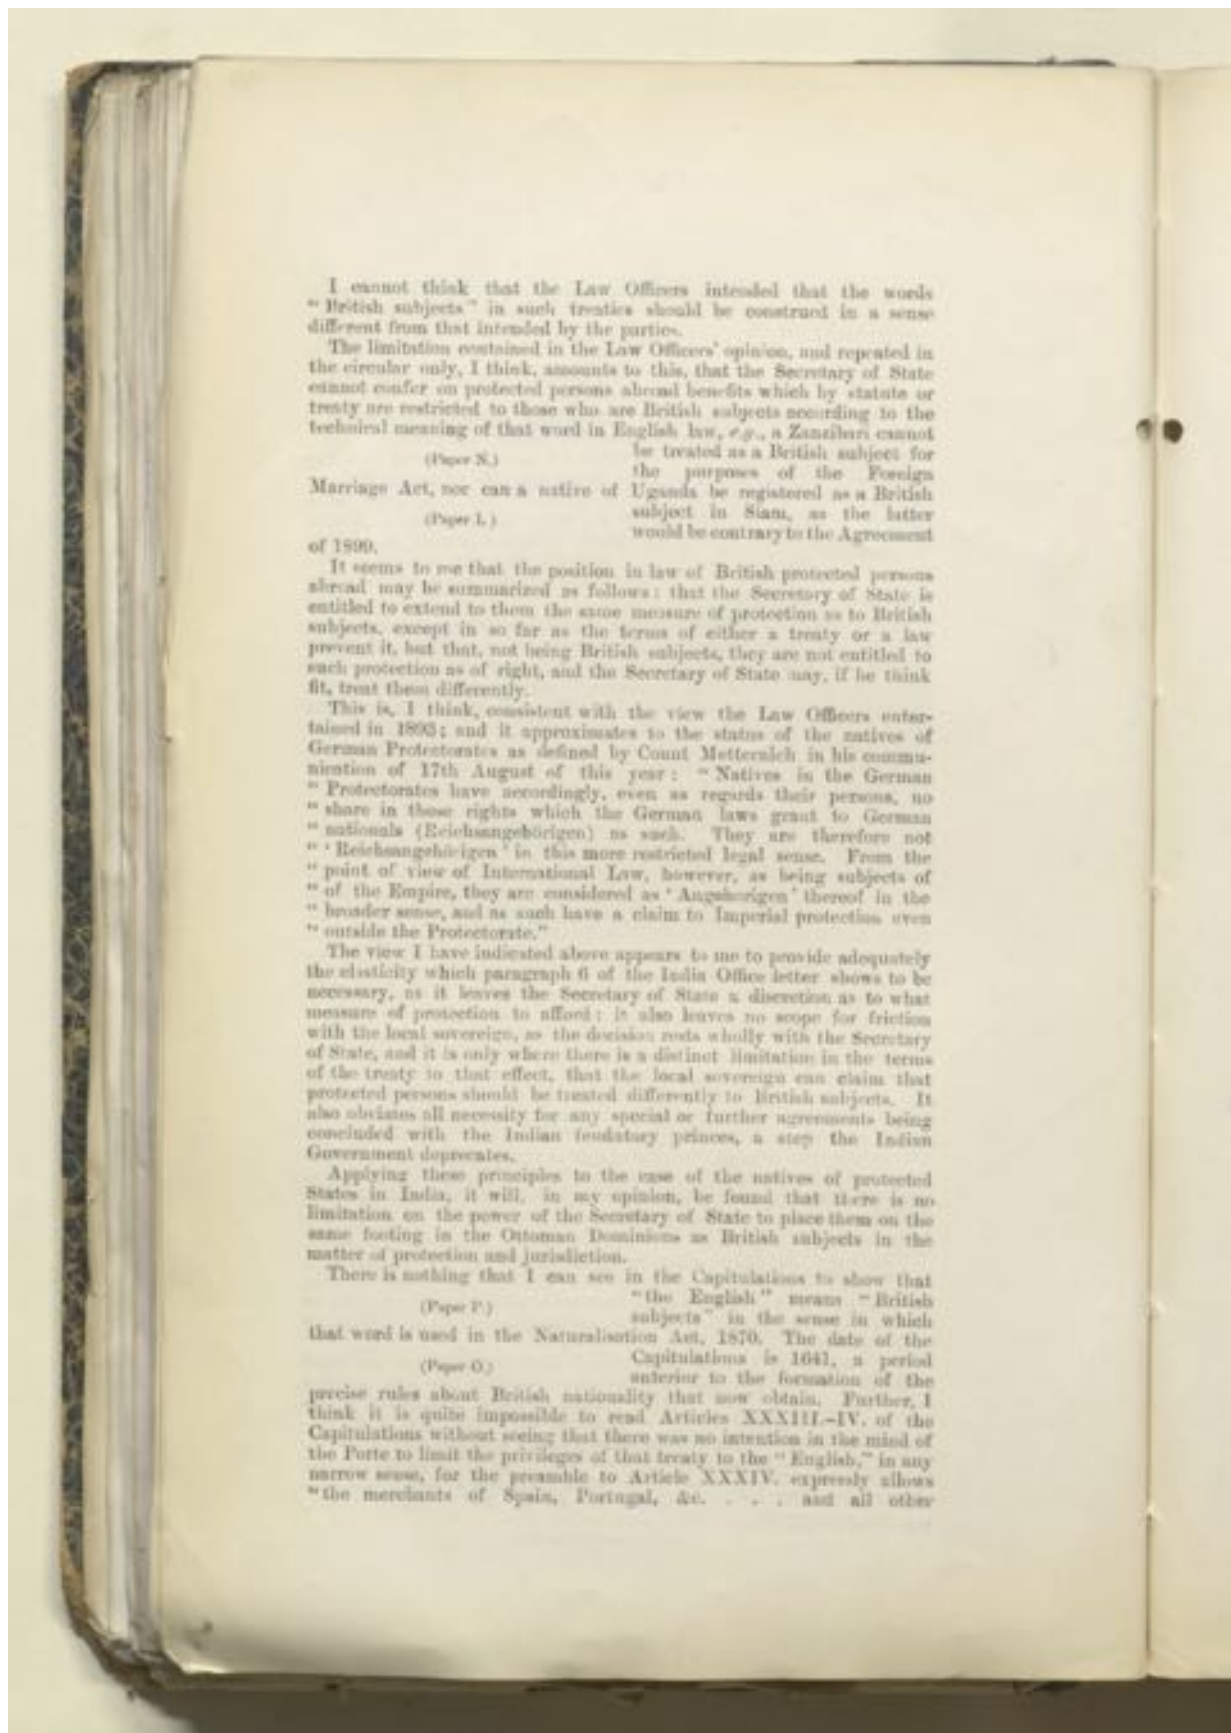 I cannot think that the Law Officers intended that the words
"British subjects" in such treaties should be construed in a sense
different from that intended by the parties.
The limitation contained in the Law Officers' opinion, and repeated in
the circular only, I think, amounts to this, that the Secretary of State
cannot confer on protected persons abroad benefits which by statute or
treaty are restricted to those who are British subjects according to the
technical meaning of that word in English law, e.g., a Zanzibari cannot
be treated as a British subject for
(Paper N.)
the purposes of the Foreign
Marriage Act, nor can a native of Uganda be registered as a British
subject in Siam, as the latter
(Paper I.)
would be contrary to the Agreement
of 1899.
It seems to me that the position in law of British protected persons
abroad may be summarized as follows: that the Secretary of State is
entitled to extend to them the same measure of protection as to British
subjects, except in so far as the terms of either a treaty or a law
prevent it, but that, not being British subjects, they are not entitled to
such protection as of right, and the Secretary of State may, if he think
fit, treat them differently.
This is, I think, consistent with the view the Law Officers enter-
tained in 1893; and it approximates to the status of the natives of
German Protectorates as defined by Count Metternich in his commu-
nication of 17th August of this year: "Natives in the German
"Protectorates have accordingly, even as regards their persons, no
"share in those rights which the German laws grant to German
"nationals (Reichsangehörigen) as such. They are therefore not
"'Reichsangehörigen' in this more restricted legal sense. From the
"point of view of International Law, however, as being subjects of
"of the Empire, they are considered as 'Angehorigen' thereof in the
"broader sense, and as such have a claim to Imperial protection even
"outside the Protectorate."
The view I have indicated above appears to me to provide adequately
the elasticity which paragraph 6 of the India Office letter shows to be
necessary, as it leaves the Secretary of State a discretion as to what
measure of protection to afford; it also leaves no scope for friction
with the local sovereign, as the decision rests wholly with the Secretary
of State, and it is only where there is a distinct limitation in the terms
of the treaty to that effect, that the local sovereign can claim that
protected persons should be treated differently to British subjects. It
also obviates all necessity for any special or further agreements being
concluded with the Indian feudatory princes, a step the Indian
Government deprecates.
Applying these principles to the case of the natives of protected
States in India, it will, in my opinion, be found that there is no
limitation on the power of the Secretary of State to place them on the
same footing in the Ottoman Dominions as British subjects in the
matter of protection and jurisdiction.
There is nothing that I can see in the Capitulations to show that
"the English" means "British
(Paper P.)
subjects" in the sense in which
that word is used in the Naturalisation Act, 1870. The date of the
Capitulations is 1641, a period
(Paper O.)
anterior to the formation of the
precise rules about British nationality that now obtain. Further, I
think it is quite impossible to read Articles XXXIII.-IV. of the
Capitulations without seeing that there was no intention in the mind of
the Porte to limit the privileges of that treaty to the "English," in any
narrow sense, for the preamble to Article XXXIV. expressly allows
"the merchants of Spain, Portugal, &c. . . . and all other